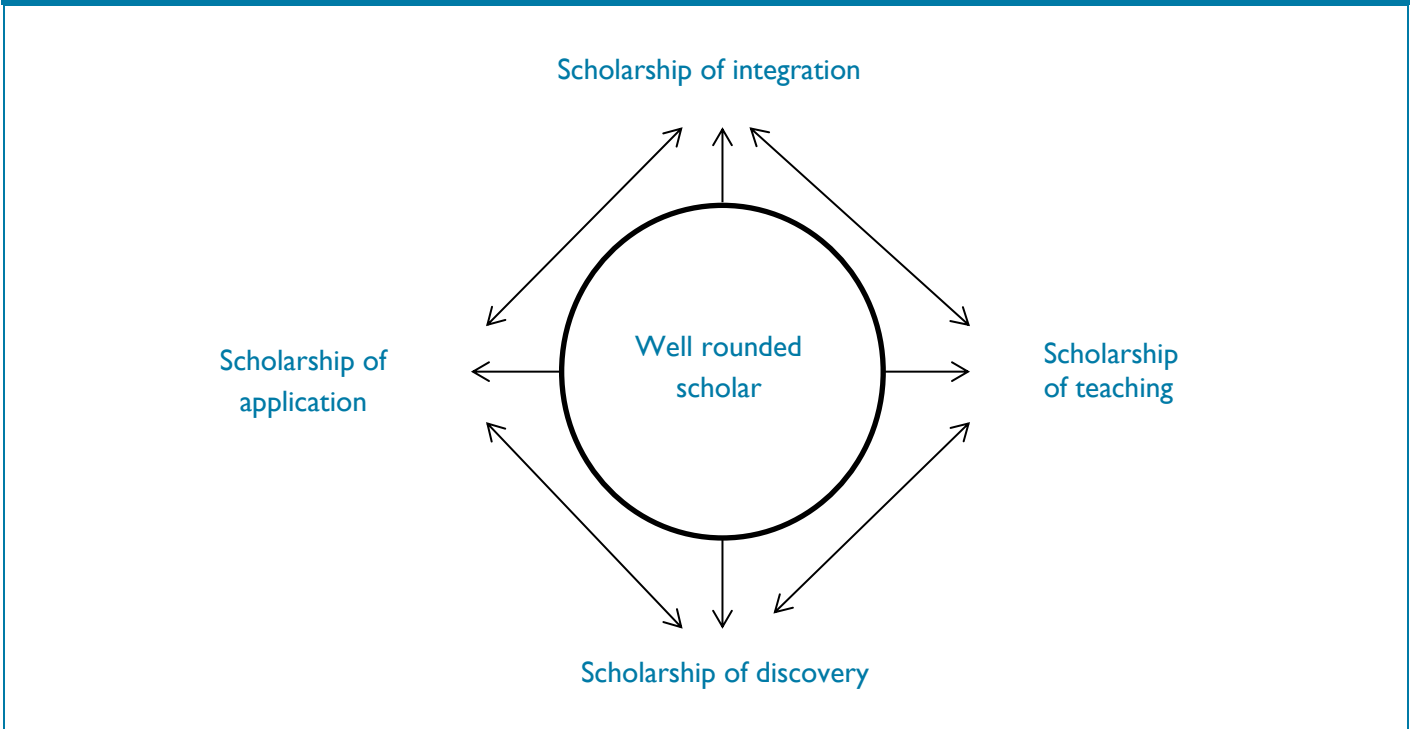 Scholarship of integration
Scholarship of
application
Well rounded
scholar
Scholarship
of teaching
Scholarship of discovery